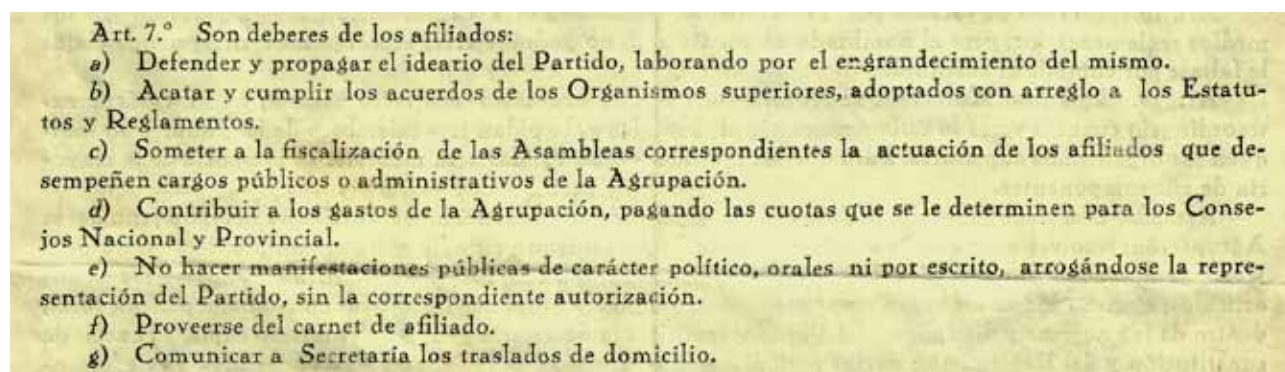 Art. 7.° Son deberes de los afiliados:
a) Defender y propagar el ideario del Partido, laborando por el engrandecimiento del mismo.
b) Acatar y cumplir los acuerdos de los Organismos superiores, adoptados con arreglo a los Estatu-
tos y Reglamentos.
c) Someter a la fiscalización de las Asambleas correspondientes la actuación de los afiliados que de-
sempeñen cargos públicos o administrativos de la Agrupación.
d) Contribuir a los gastos de la Agrupación, pagando las cuotas que se le determinen para los Conse-
jos Nacional y Provincial.
e) No hacer manifestaciones públicas de carácter político, orales ni por escrito, arrogándose la repre-
sentación del Partido, sin la correspondiente autorización.
f) Proveerse del carnet de afiliado.
g) Comunicar a Secretaría los traslados de domicilio.